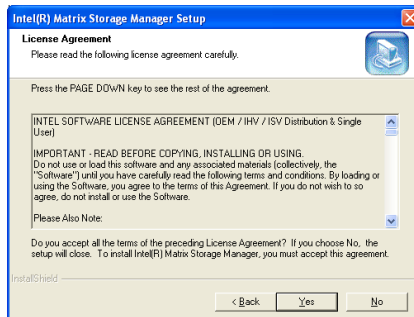 Intel(R) Matrix Storage Manager Setup
License Agreement
Please read the following license agreement carefully.
Press the PAGE DOWN key to see the rest of the agreement.
INTEL SOFTWARE LICENSE AGREEMENT (OEM / IHV / ISV Distribution & Single
User)
IMPORTANT - READ BEFORE COPYING, INSTALLING OR USING.
Do not use or load this software and any associated materials (collectively, the
"Software") until you have carefully read the following terms and conditions. By loading or
using the Software, you agree to the terms of this Agreement. If you do not wish to so
agree, do not install or use the Software.
Please Also Note:
Do you accept all the terms of the preceding License Agreement? If you choose No, the
setup will close. To install Intel(R) Matrix Storage Manager, you must accept this agreement.
InstallShield
< Back Yes No